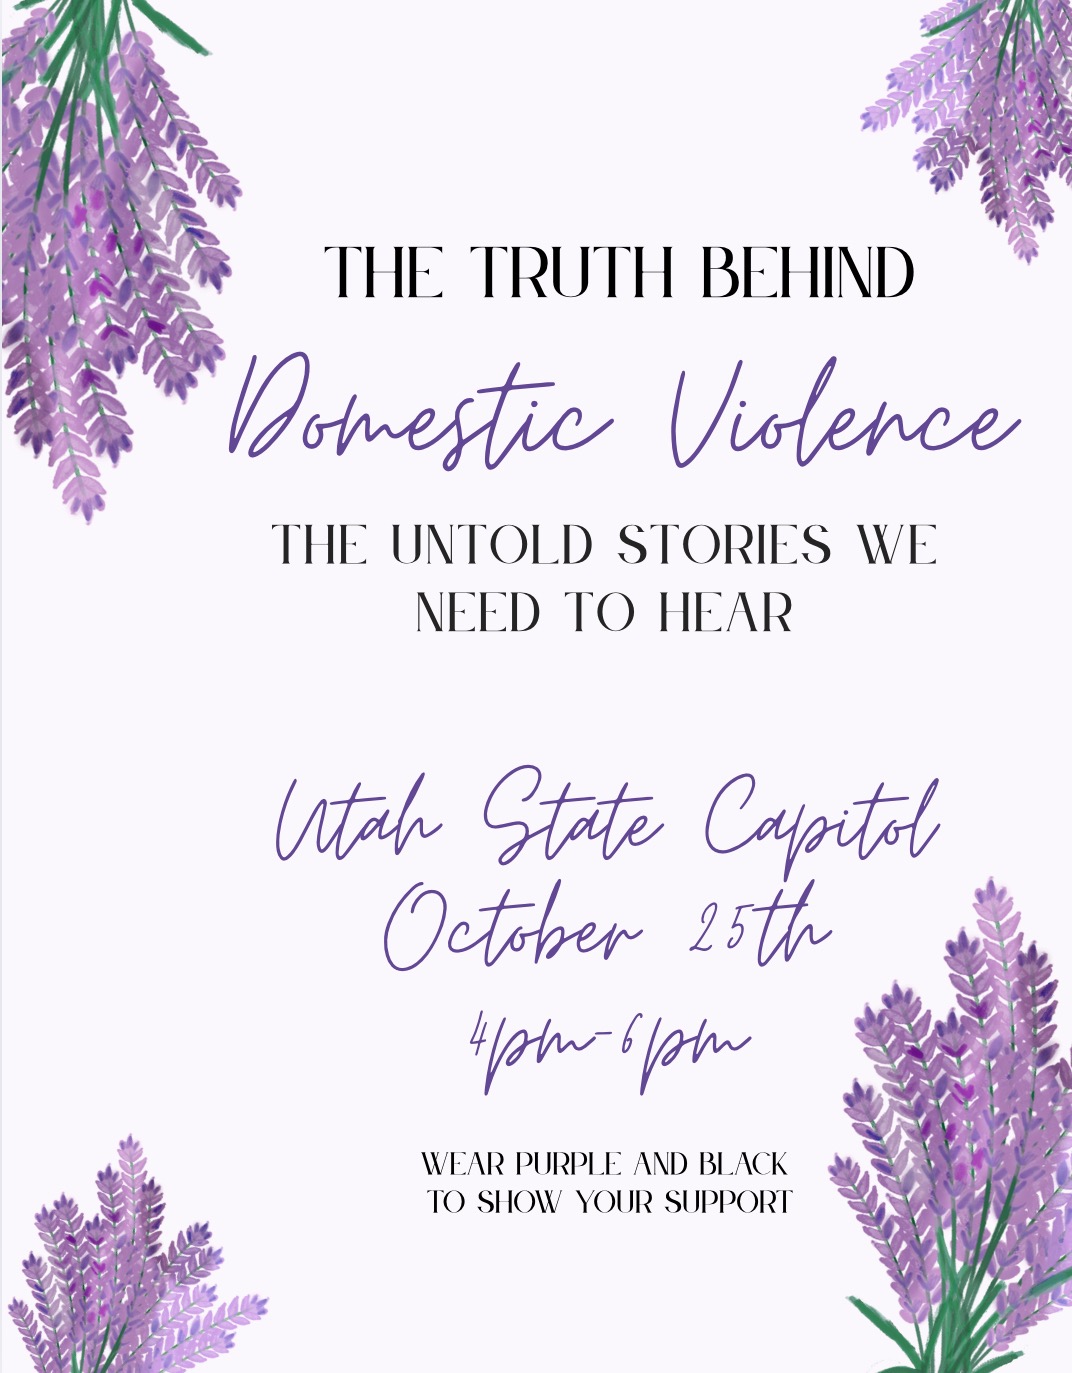 THE TRUTH BEHIND
Domestic Violence
THE UNTOLD STORIES WE
NEED TO HEAR
Utah State Capitol
October 25th
4pm-6pm
WEAR PURPLE AND BLACK
TO SHOW YOUR SUPPORT